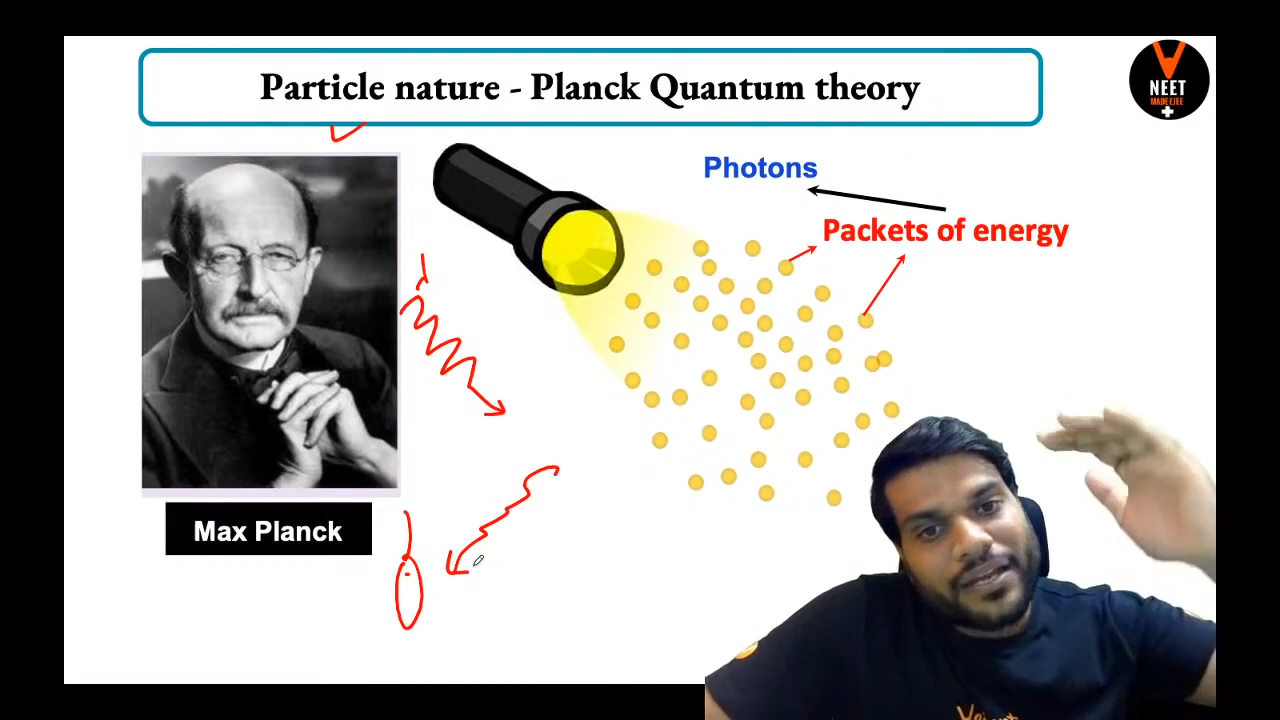 Particle nature - Planck Quantum theory
NEET
MADE EJEE
Photons
Packets of energy
Max Planck